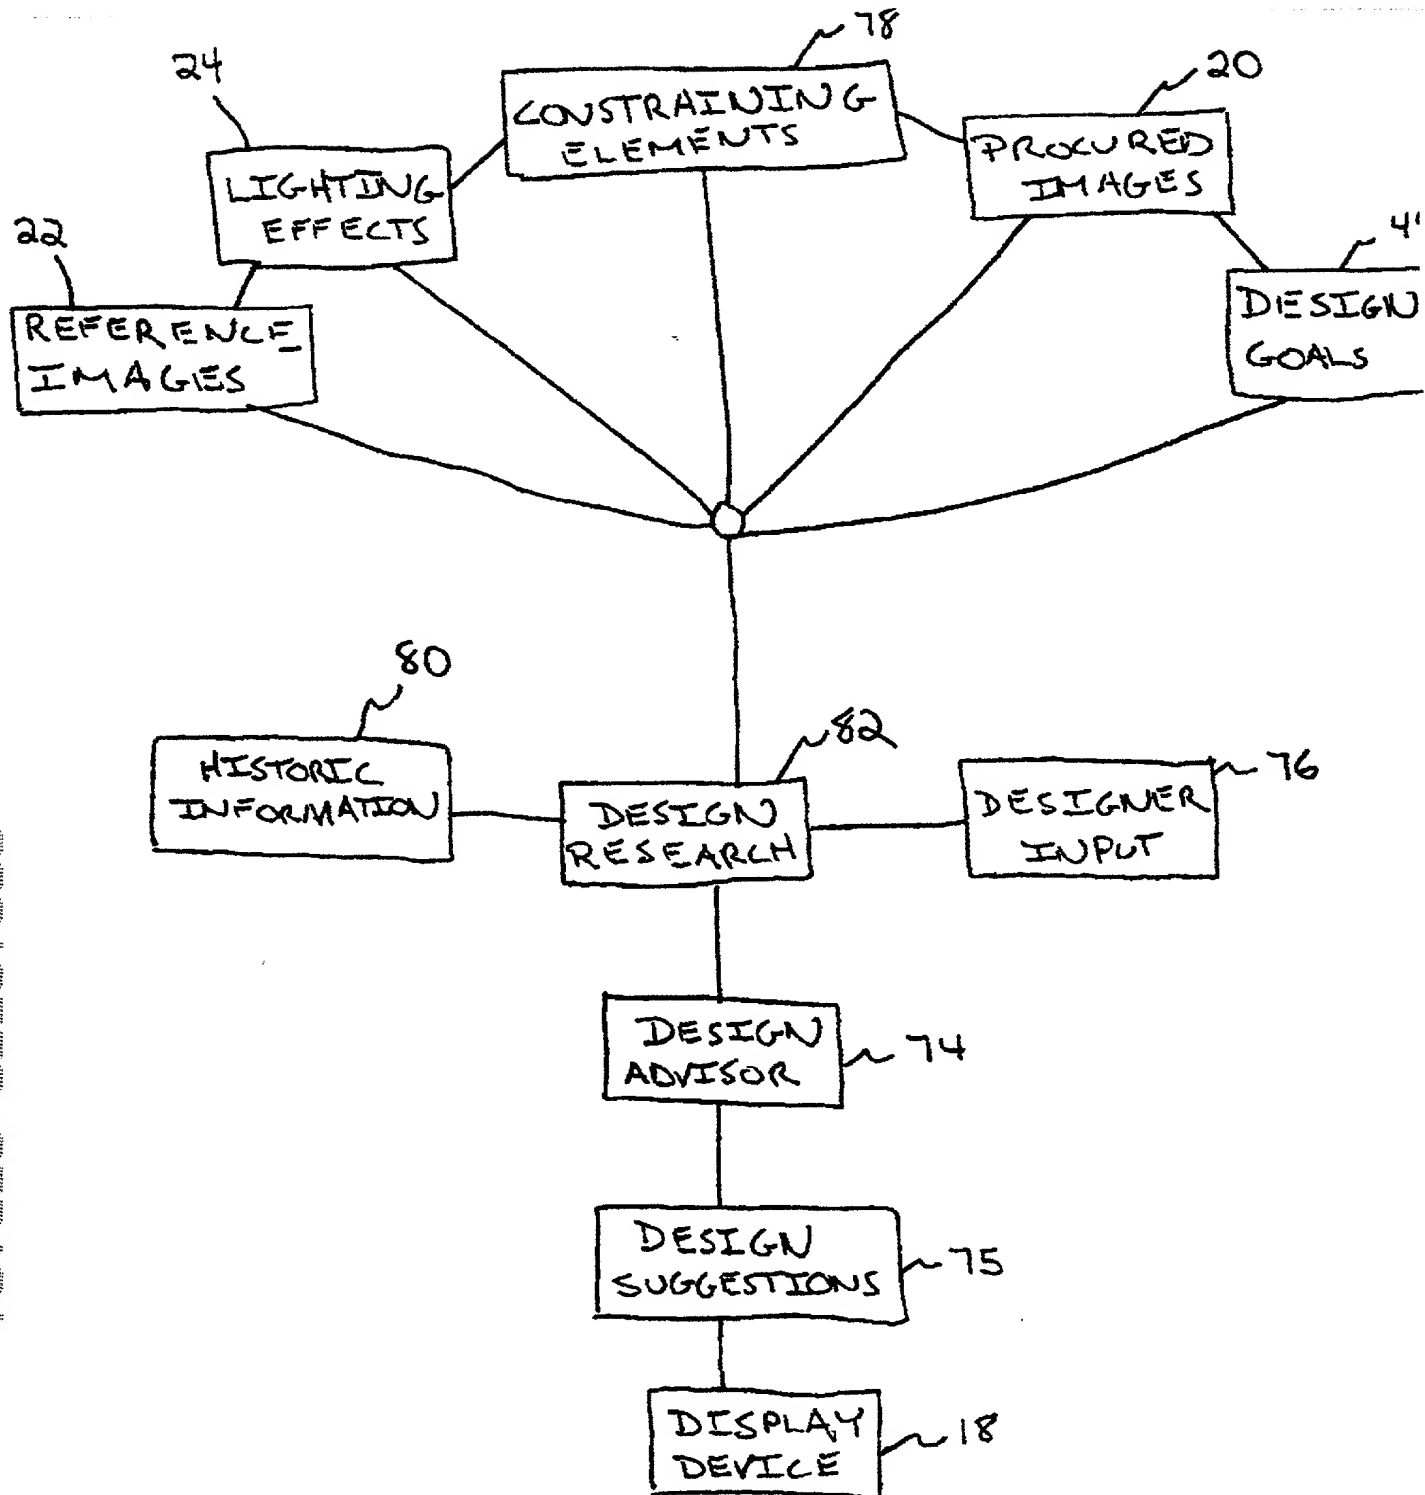 78
24
CONSTRAINING
ELEMENTS
20
PROCURED
IMAGES
LIGHTING
EFFECTS
22
REFERENCE
IMAGES
DESIGN
GOALS
80
HISTORIC
INFORMATION
82
DESIGN
RESEARCH
76
DESIGNER
INPUT
DESIGN
ADVISOR
74
DESIGN
SUGGESTIONS
75
DISPLAY
DEVICE
18